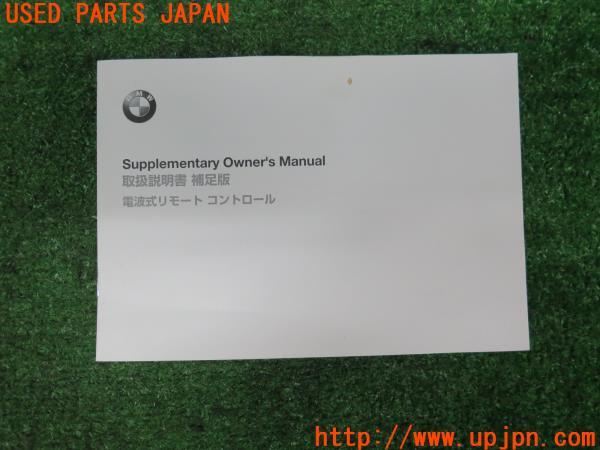 USED PARTS JAPAN
BMW
Supplementary Owner's Manual
取扱説明書 補足版
電波式リモート コントロール
http://www.upjpn.com/